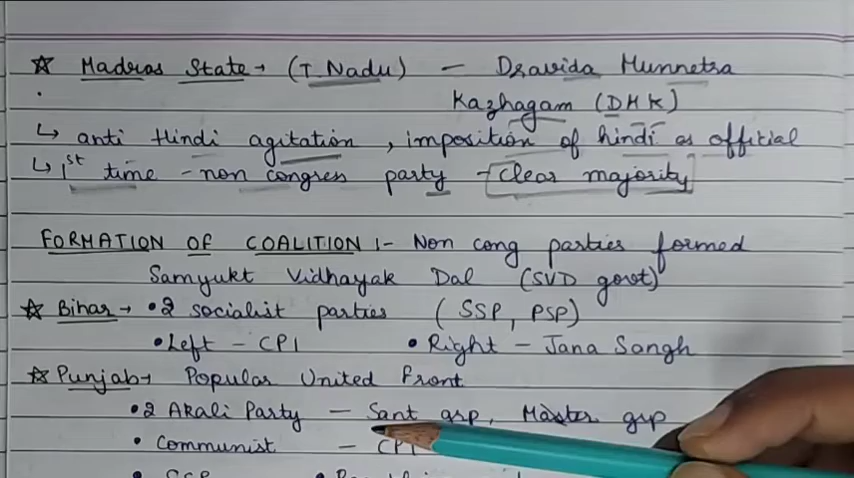 ☆ Madras State → (T. Nadu) - Dravida Munnetra
Kazhagam (DMK)
↳ anti Hindi agitation, imposition of hindi as official
↳ 1st time - non congress party - clear majority
FORMATION OF COALITION :- Non cong parties formed
Samyukt Vidhayak Dal (SVD govt)
☆ Bihar → •2 socialist parties (SSP, PSP)
•Left - CPI •Right - Jana Sangh
☆ Punjab → Popular United Front
•2 Akali Party - Sant grp, Master grp
• Communist - CPI
• SSP •